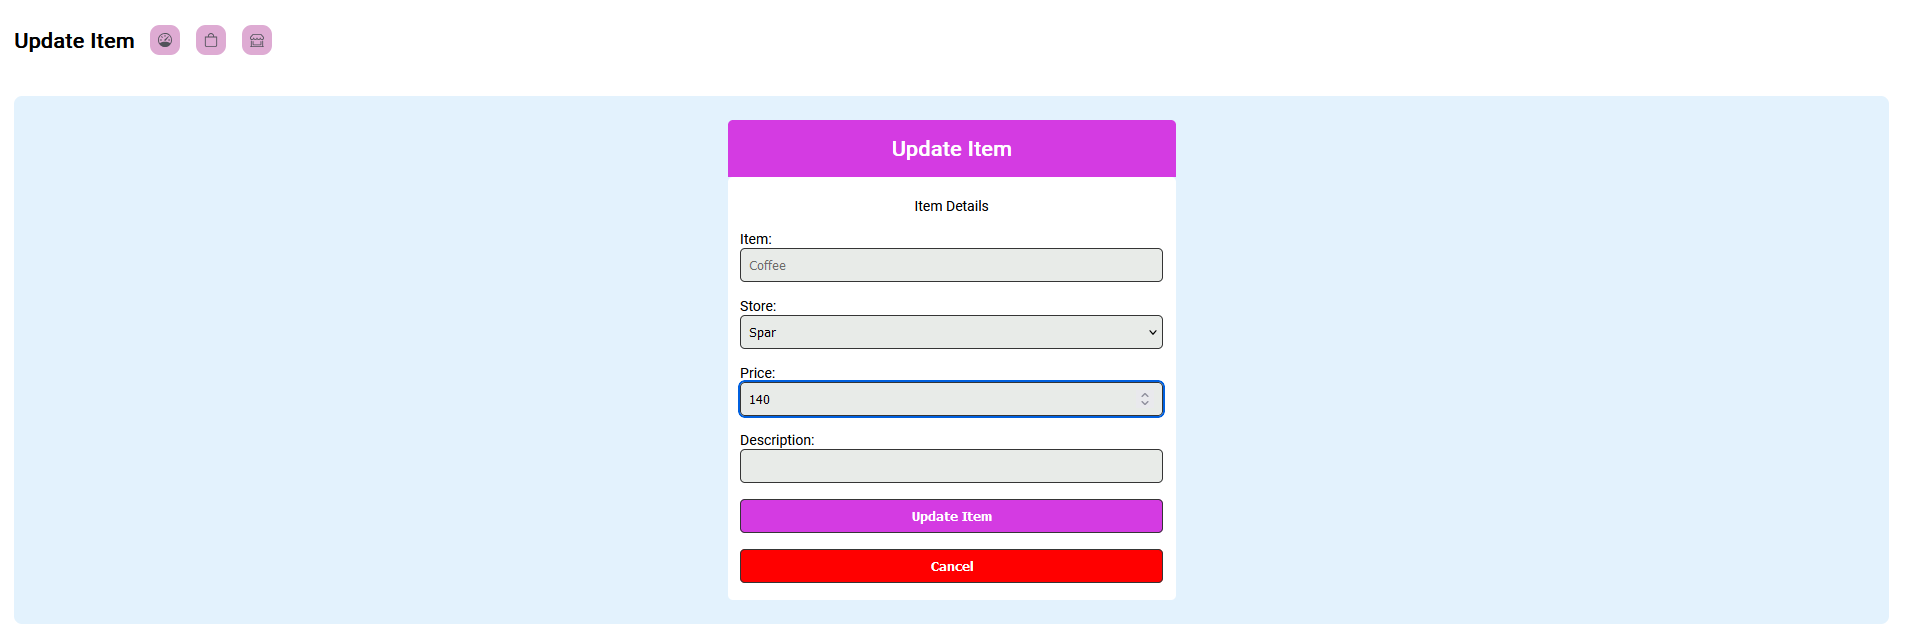 Update Item
Update Item
Item Details
Item:
Coffee
Store:
Spar
Price:
140
Description:
Update Item
Cancel